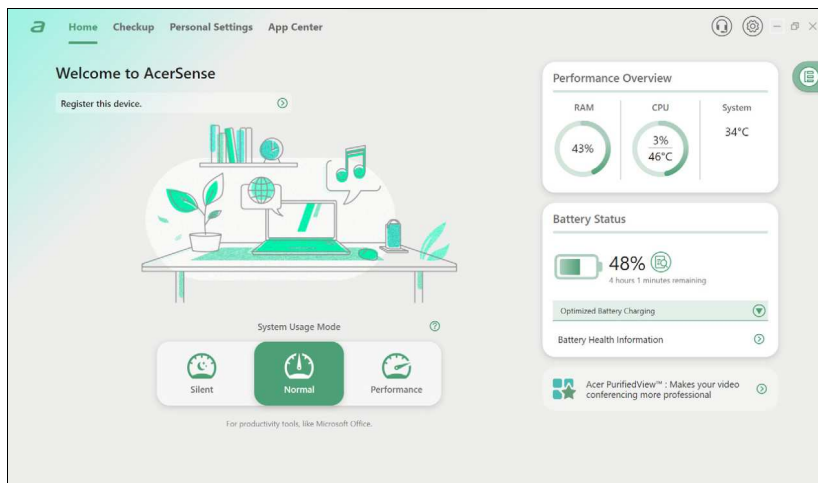 a Home Checkup Personal Settings App Center
Welcome to AcerSense
Register this device.
System Usage Mode
Silent Normal Performance
For productivity tools, like Microsoft Office.
Performance Overview
RAM CPU System
43% 3% 34°C
46°C
Battery Status
48%
4 hours 1 minutes remaining
Optimized Battery Charging
Battery Health Information
Acer PurifiedView™ : Makes your video
conferencing more professional